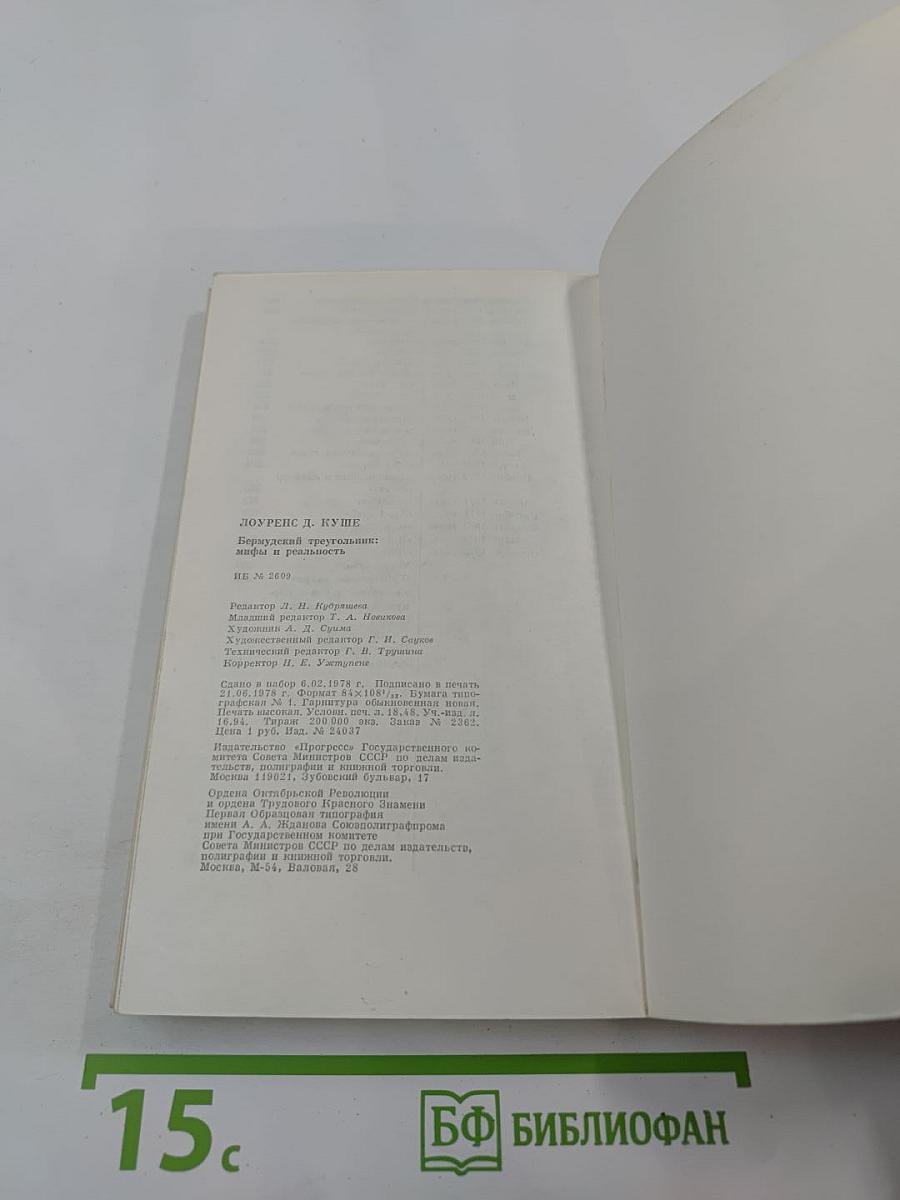 ЛОУРЕНС Д. КУШЕ
Бермудский треугольник:
мифы и реальность
ИБ № 2609
Редактор Л. Н. Кудряшева
Младший редактор Т. А. Новикова
Художник А. Д. Суима
Художественный редактор Г. И. Сауков
Технический редактор Г. В. Трушина
Корректор Н. Е. Ужтупене
Сдано в набор 6.02.1978 г. Подписано в печать
21.06.1978 г. Формат 84×108¹/₃₂. Бумага типо-
графская № 1. Гарнитура обыкновенная новая.
Печать высокая. Условн. печ. л. 18,48. Уч.-изд. л.
16,94. Тираж 200 000 экз. Заказ № 2362.
Цена 1 руб. Изд. № 24037
Издательство «Прогресс» Государственного ко-
митета Совета Министров СССР по делам изда-
тельств, полиграфии и книжной торговли.
Москва 119021, Зубовский бульвар, 17
Ордена Октябрьской Революции
и ордена Трудового Красного Знамени
Первая Образцовая типография
имени А. А. Жданова Союзполиграфпрома
при Государственном комитете
Совета Министров СССР по делам издательств,
полиграфии и книжной торговли.
Москва, М-54, Валовая, 28
15 с
БФ БИБЛИОФАН